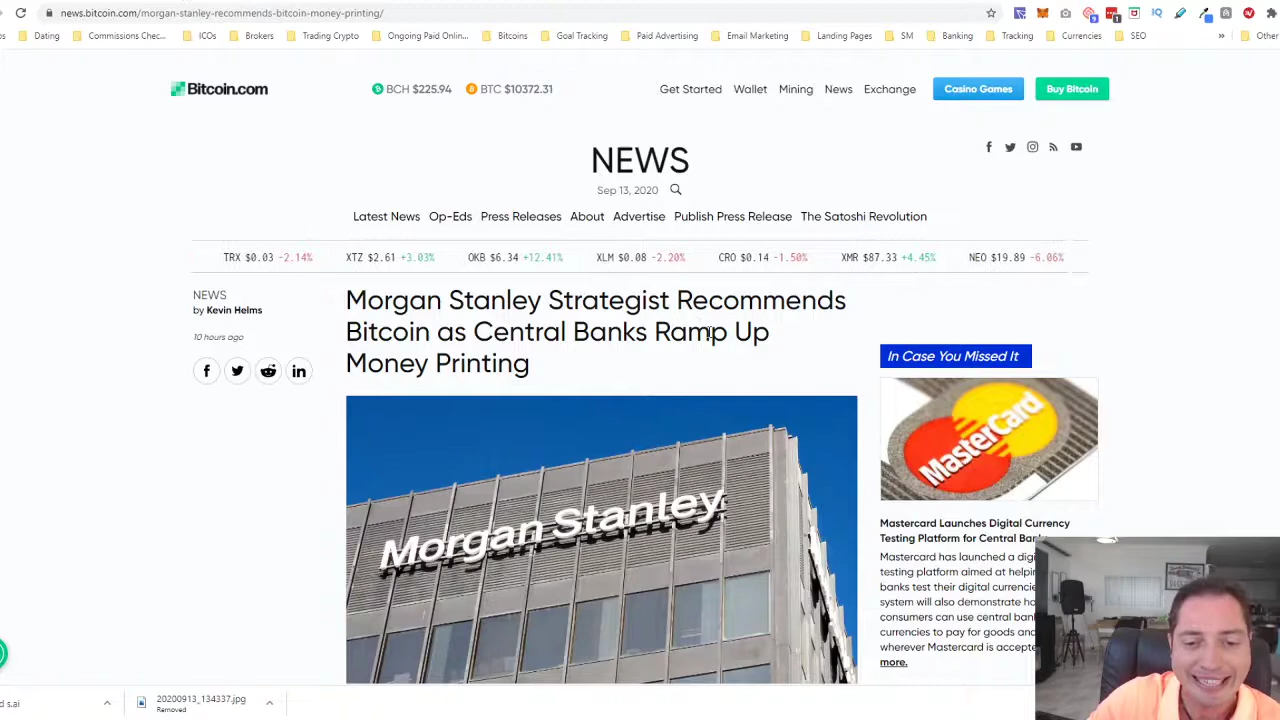 news.bitcoin.com/morgan-stanley-recommends-bitcoin-money-printing/
Dating
Commissions Chec...
ICOs
Brokers
Trading Crypto
Ongoing Paid Onlin...
Bitcoins
Goal Tracking
Paid Advertising
Email Marketing
Landing Pages
SM
Banking
Tracking
Currencies
SEO
»
Other
Bitcoin.com
BCH $225.94
BTC $10372.31
Get Started
Wallet
Mining
News
Exchange
Casino Games
Buy Bitcoin
NEWS
Sep 13, 2020
Latest News
Op-Eds
Press Releases
About
Advertise
Publish Press Release
The Satoshi Revolution
TRX $0.03 -2.14%
XTZ $2.61 +3.03%
OKB $6.34 +12.41%
XLM $0.08 -2.20%
CRO $0.14 -1.50%
XMR $87.33 +4.45%
NEO $19.89 -6.06%
NEWS
by Kevin Helms
10 hours ago
Morgan Stanley Strategist Recommends
Bitcoin as Central Banks Ramp Up
Money Printing
Morgan Stanley
In Case You Missed It
MasterCard
Mastercard Launches Digital Currency
Testing Platform for Central
Mastercard has launched a
testing platform aimed at
banks test their digital currencies
system will also demonstrate
consumers can use central
currencies to pay for goods
wherever Mastercard is
more.
s.ai
20200913_134337.jpg
Removed